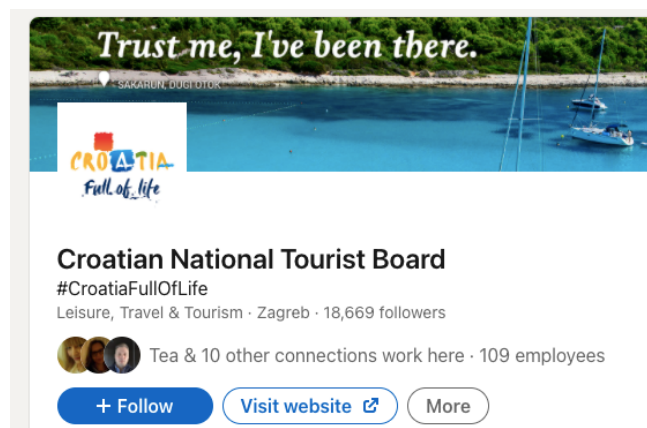 Trust me, I've been there.
SAKARUN, DUGI OTOK
CROATIA
Full of life
Croatian National Tourist Board
#CroatiaFullOfLife
Leisure, Travel & Tourism · Zagreb · 18,669 followers
Tea & 10 other connections work here · 109 employees
+ Follow
Visit website
More